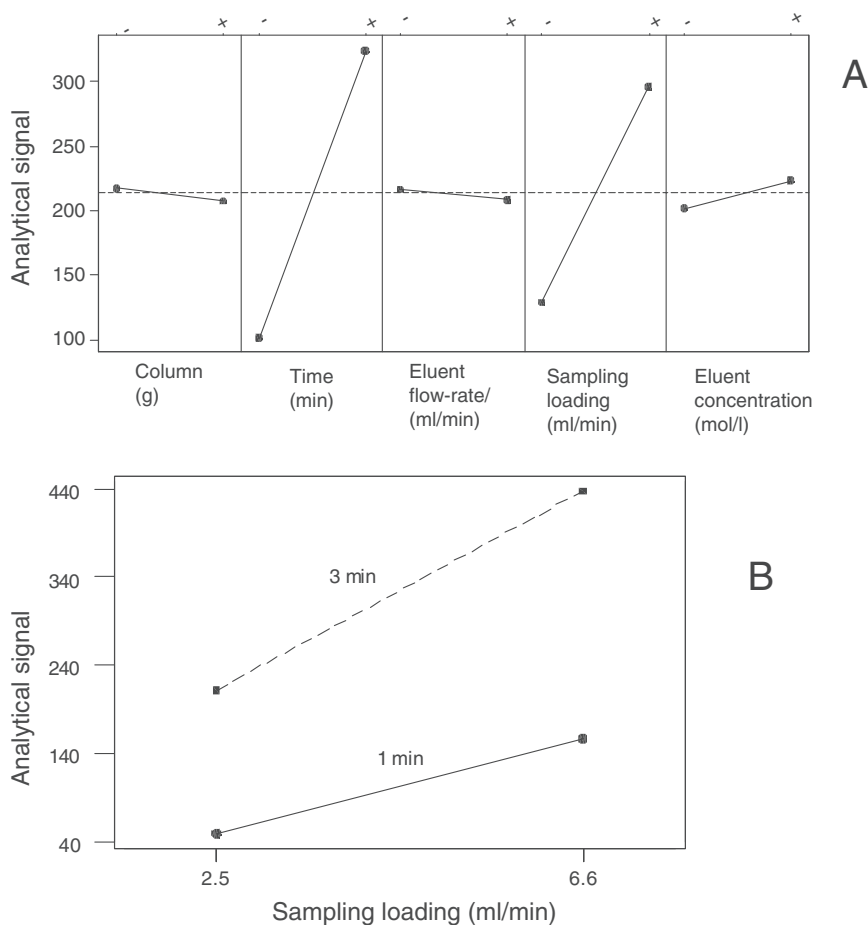 - + - + - + - + - +
A
Analytical signal
300
250
200
150
100
Column
(g)
Time
(min)
Eluent
flow-rate/
(ml/min)
Sampling
loading
(ml/min)
Eluent
concentration
(mol/l)
B
Analytical signal
440
340
240
140
40
3 min
1 min
2.5 6.6
Sampling loading (ml/min)